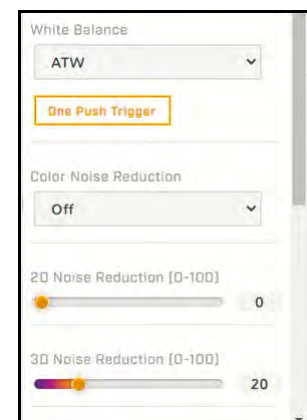 White Balance
ATW
One Push Trigger
Color Noise Reduction
Off
2D Noise Reduction [0-100]
0
3D Noise Reduction [0-100]
20